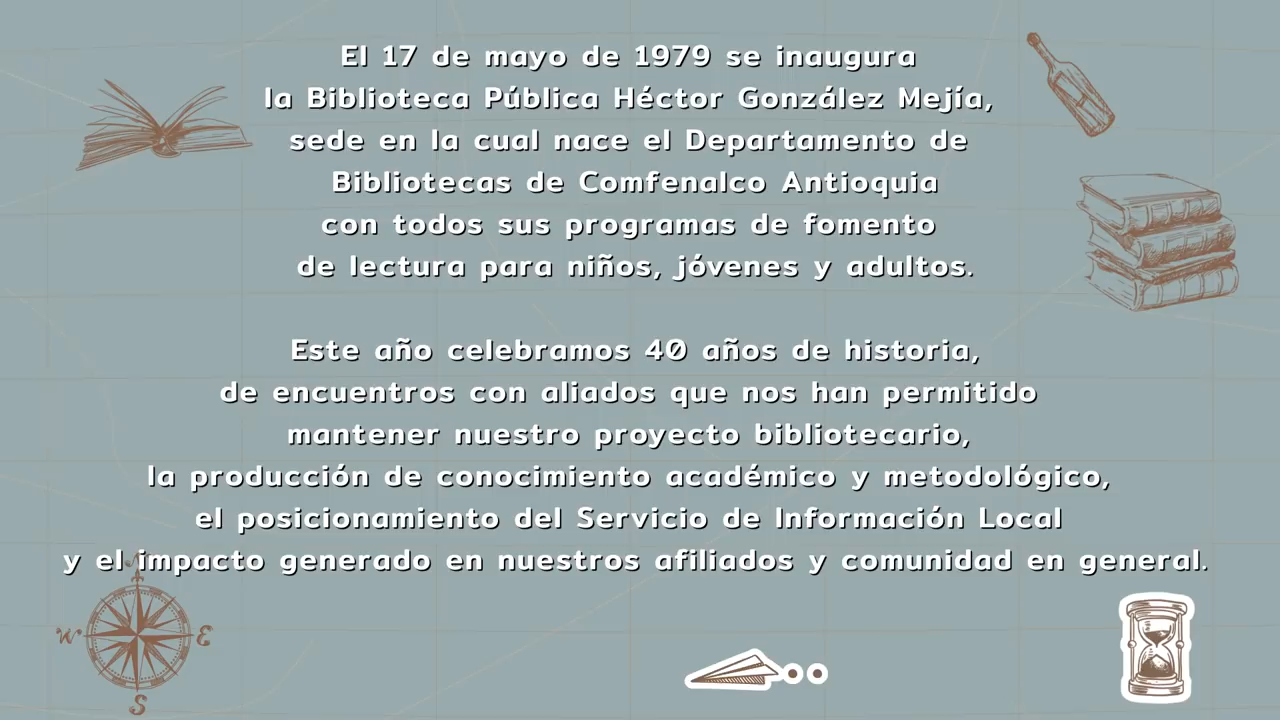 El 17 de mayo de 1979 se inaugura
la Biblioteca Pública Héctor González Mejía,
sede en la cual nace el Departamento de
Bibliotecas de Comfenalco Antioquia
con todos sus programas de fomento
de lectura para niños, jóvenes y adultos.
Este año celebramos 40 años de historia,
de encuentros con aliados que nos han permitido
mantener nuestro proyecto bibliotecario,
la producción de conocimiento académico y metodológico,
el posicionamiento del Servicio de Información Local
y el impacto generado en nuestros afiliados y comunidad en general.
N
W E
S